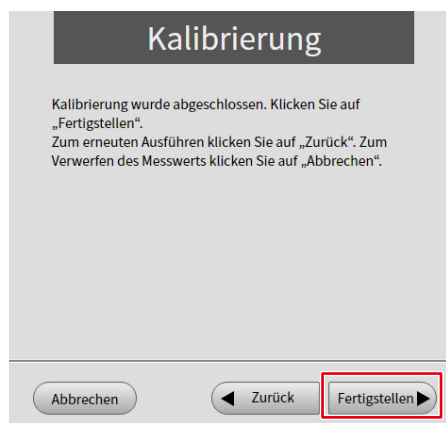 Kalibrierung
Kalibrierung wurde abgeschlossen. Klicken Sie auf
„Fertigstellen“.
Zum erneuten Ausführen klicken Sie auf „Zurück“. Zum
Verwerfen des Messwerts klicken Sie auf „Abbrechen“.
Abbrechen
Zurück
Fertigstellen